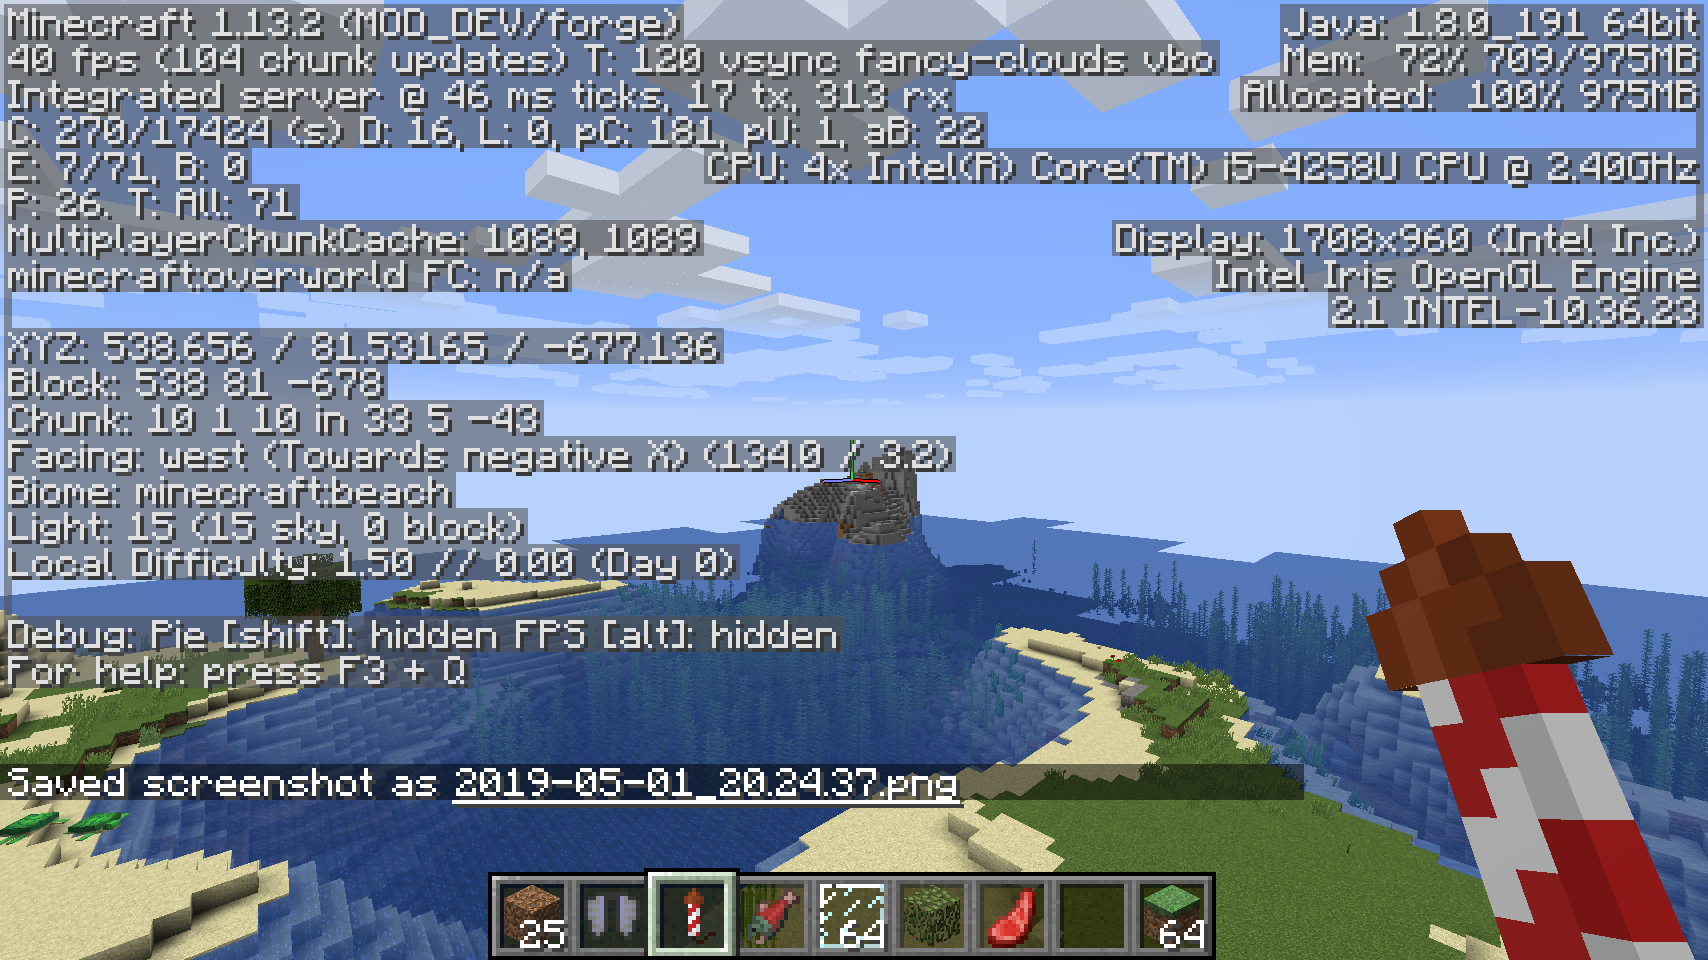 Minecraft 1.13.2 (MOD_DEV/forge)
40 fps (104 chunk updates) T: 120 vsync fancy-clouds vbo
Integrated server @ 46 ms ticks, 17 tx, 313 rx
C: 270/17424 (s) D: 16, L: 0, pC: 181, pU: 1, aB: 22
E: 7/71, B: 0
P: 26. T: All: 71
MultiplayerChunkCache: 1089, 1089
minecraft:overworld FC: n/a
XYZ: 538.656 / 81.53165 / -677.136
Block: 538 81 -678
Chunk: 10 1 10 in 33 5 -43
Facing: west (Towards negative X) (134.0 / 3.2)
Biome: minecraft:beach
Light: 15 (15 sky, 0 block)
Local Difficulty: 1.50 // 0.00 (Day 0)
Debug: Pie [shift]: hidden FPS [alt]: hidden
For help: press F3 + Q
Java: 1.8.0_191 64bit
Mem: 72% 709/975MB
Allocated: 100% 975MB
CPU: 4x Intel(R) Core(TM) i5-4258U CPU @ 2.40GHz
Display: 1708x960 (Intel Inc.)
Intel Iris OpenGL Engine
2.1 INTEL-10.36.23
Saved screenshot as 2019-05-01_20.24.37.png
25
64
64